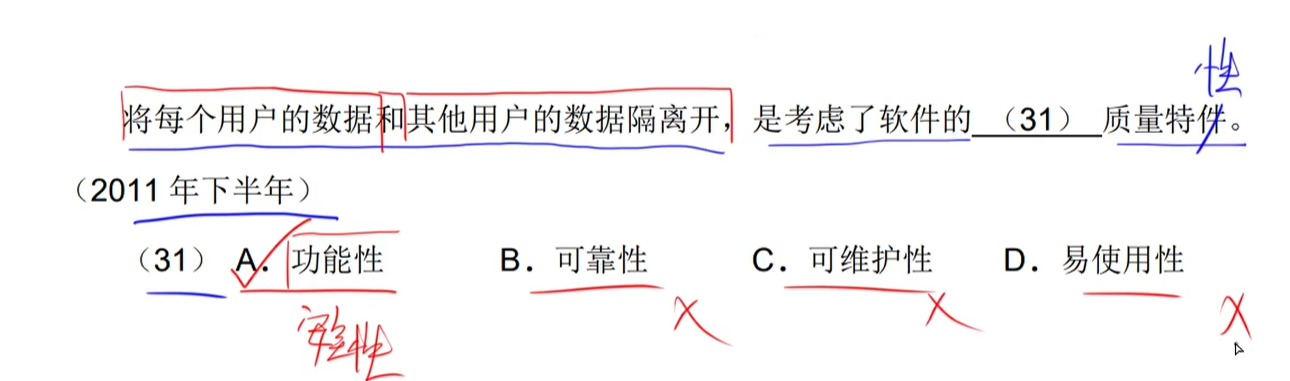 性
将每个用户的数据和其他用户的数据隔离开，是考虑了软件的（31）质量特件。
（2011 年下半年）
（31） A．功能性 B．可靠性 C．可维护性 D．易使用性
安全性